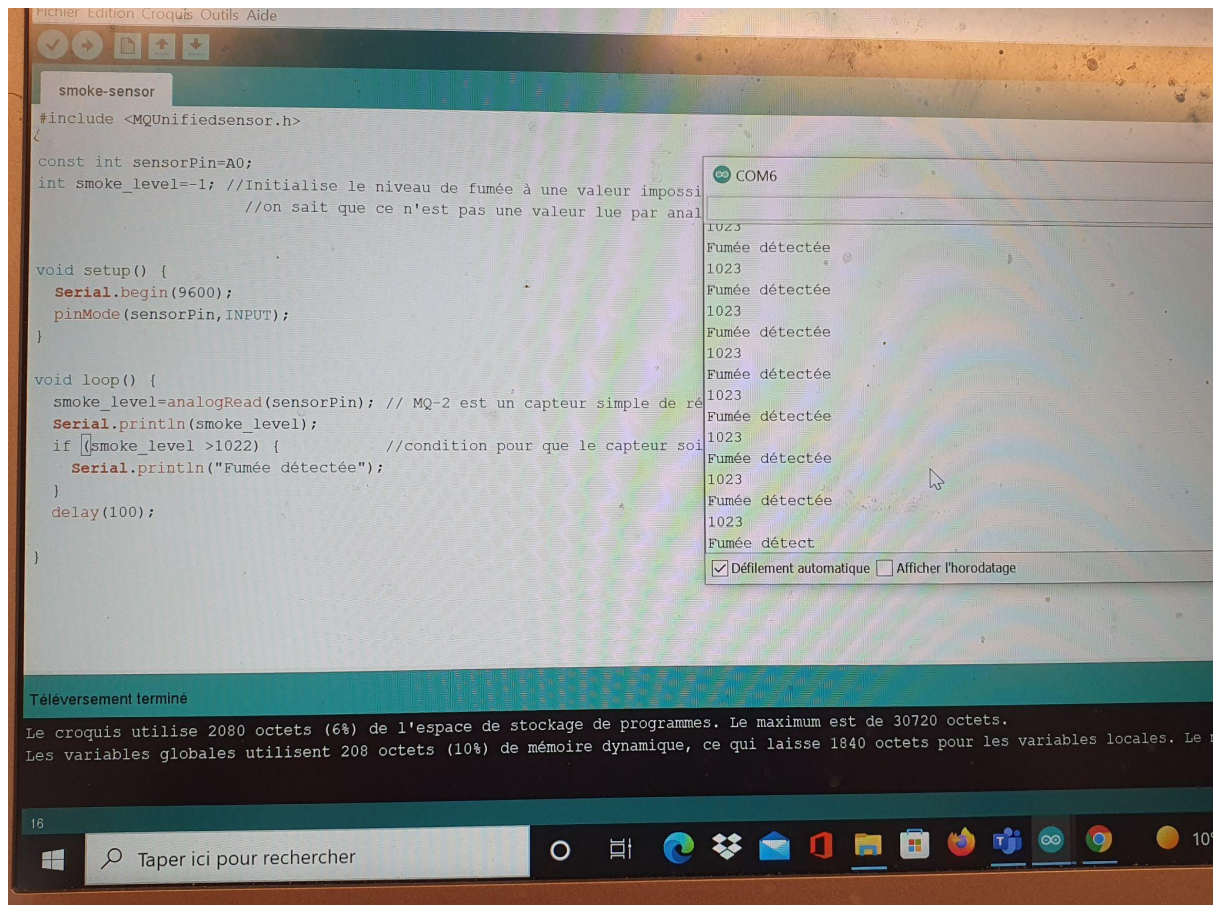 Fichier Edition Croquis Outils Aide
smoke-sensor
#include <MQUnifiedsensor.h>
const int sensorPin=A0;
int smoke_level=-1; //Initialise le niveau de fumée à une valeur impossi
//on sait que ce n'est pas une valeur lue par anal
void setup() {
Serial.begin(9600);
pinMode(sensorPin,INPUT);
}
void loop() {
smoke_level=analogRead(sensorPin); // MQ-2 est un capteur simple de ré
Serial.println(smoke_level);
if (smoke_level >1022) { //condition pour que le capteur soi
Serial.println("Fumée détectée");
}
delay(100);
}
COM6
1023
Fumée détectée
1023
Fumée détectée
1023
Fumée détectée
1023
Fumée détectée
1023
Fumée détectée
1023
Fumée détectée
1023
Fumée détectée
1023
Fumée détect
Défilement automatique Afficher l'horodatage
Téléversement terminé
Le croquis utilise 2080 octets (6%) de l'espace de stockage de programmes. Le maximum est de 30720 octets.
Les variables globales utilisent 208 octets (10%) de mémoire dynamique, ce qui laisse 1840 octets pour les variables locales. Le
16
Taper ici pour rechercher
10°